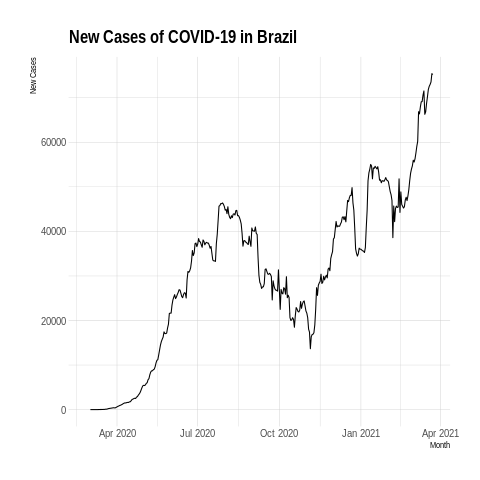 New Cases of COVID-19 in Brazil
New Cases
60000
40000
20000
0
Apr 2020 Jul 2020 Oct 2020 Jan 2021 Apr 2021
Month